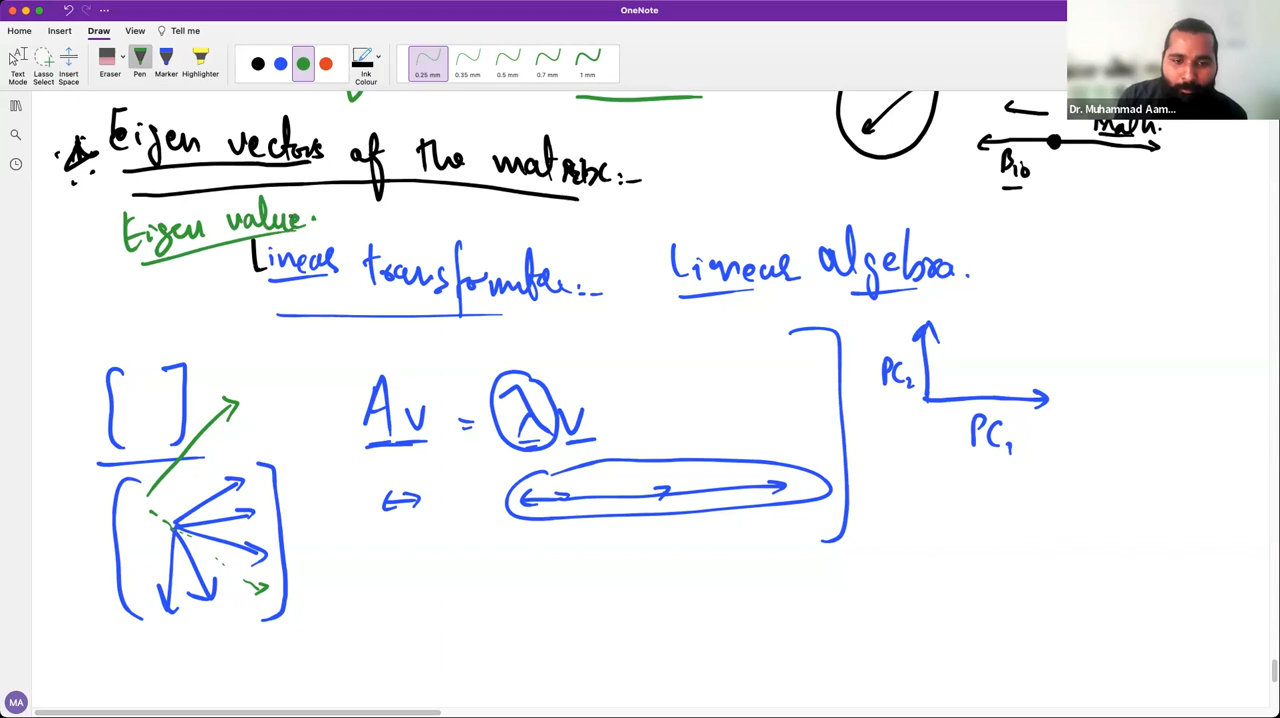 OneNote
Home Insert Draw View Tell me
Text Mode
Lasso Select
Insert Space
Eraser
Pen
Marker
Highlighter
Ink Colour
0.25 mm
0.35 mm
0.5 mm
0.7 mm
1 mm
Dr. Muhammad Aam...
Math.
Bio
Eigen vectors of the matrix:-
Eigen value.
Linear transformation:-
Linear algebra.
Av = λv
PC2
PC1
MA